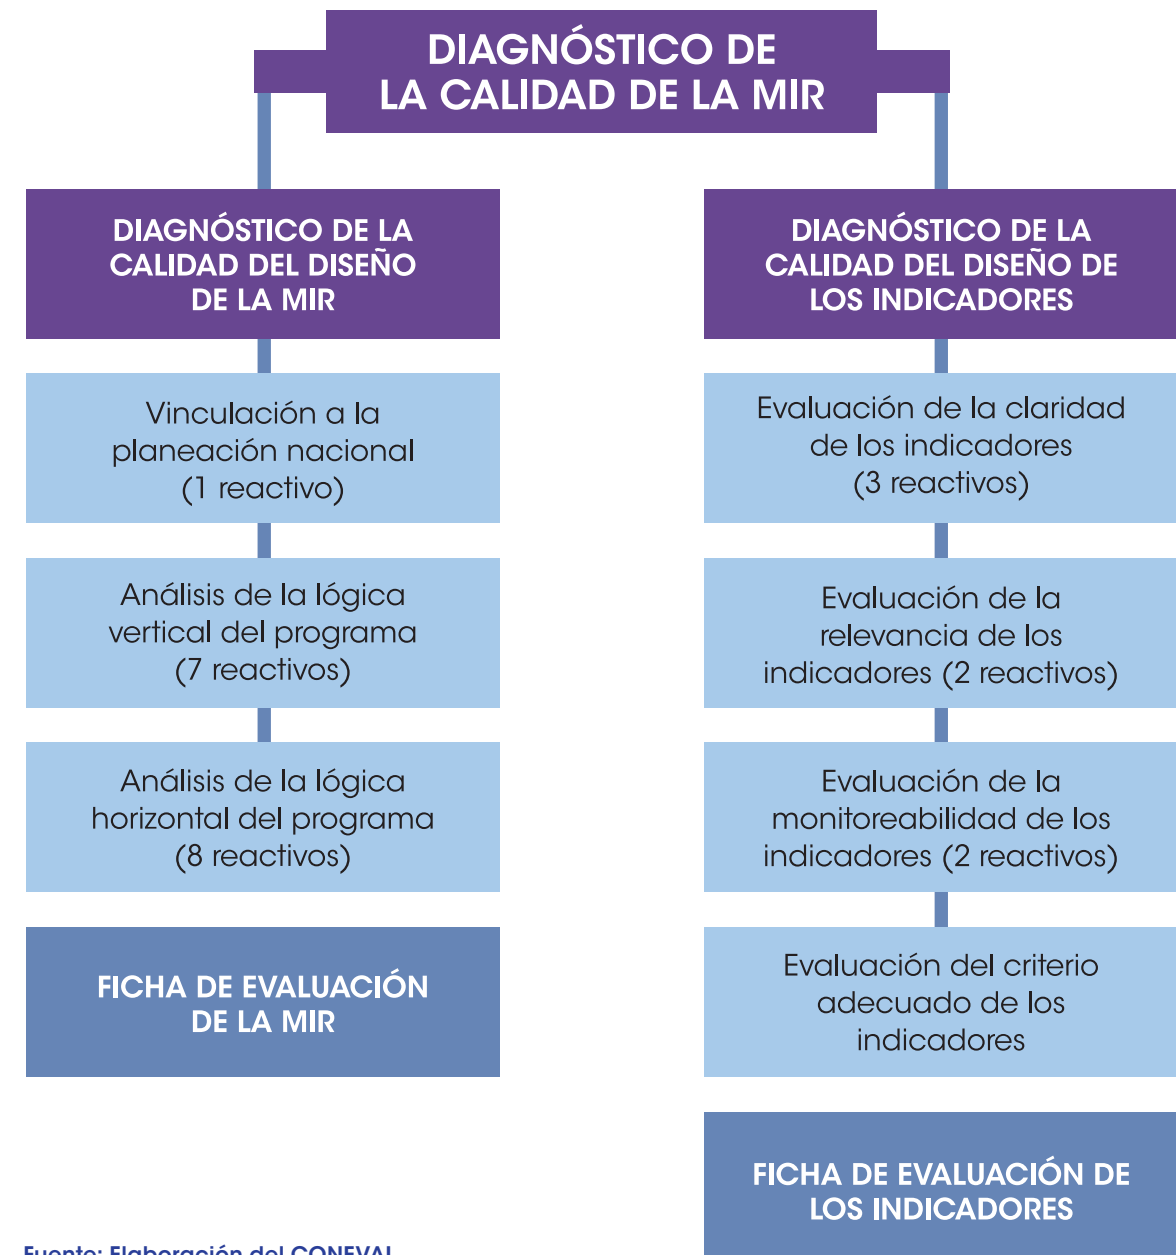 DIAGNÓSTICO DE
LA CALIDAD DE LA MIR
DIAGNÓSTICO DE LA
CALIDAD DEL DISEÑO
DE LA MIR
Vinculación a la
planeación nacional
(1 reactivo)
Análisis de la lógica
vertical del programa
(7 reactivos)
Análisis de la lógica
horizontal del programa
(8 reactivos)
FICHA DE EVALUACIÓN
DE LA MIR
DIAGNÓSTICO DE LA
CALIDAD DEL DISEÑO DE
LOS INDICADORES
Evaluación de la claridad
de los indicadores
(3 reactivos)
Evaluación de la
relevancia de los
indicadores (2 reactivos)
Evaluación de la
monitoreabilidad de los
indicadores (2 reactivos)
Evaluación del criterio
adecuado de los
indicadores
FICHA DE EVALUACIÓN DE
LOS INDICADORES
Fuente: Elaboración del CONEVAL